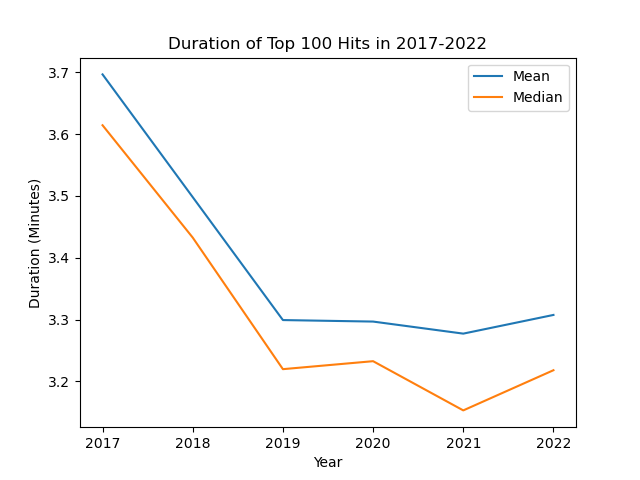 Duration of Top 100 Hits in 2017-2022
Mean
Median
Duration (Minutes)
3.7
3.6
3.5
3.4
3.3
3.2
2017 2018 2019 2020 2021 2022
Year